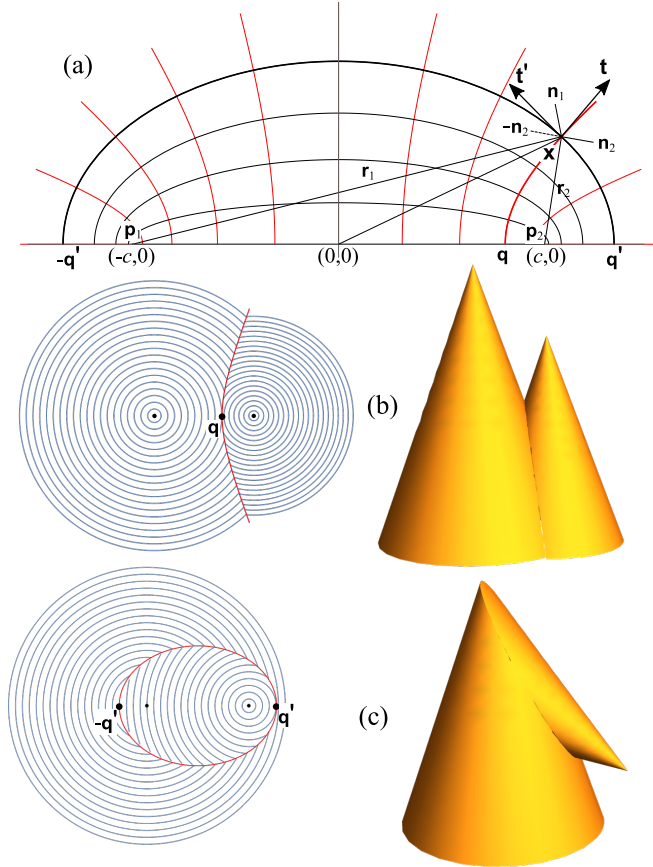 (a)
t'
t
n₁
-n₂
n₂
x
r₁
r₂
p₁
p₂
-q'
(-c,0)
(0,0)
q
(c,0)
q'
q
(b)
-q'
q'
(c)